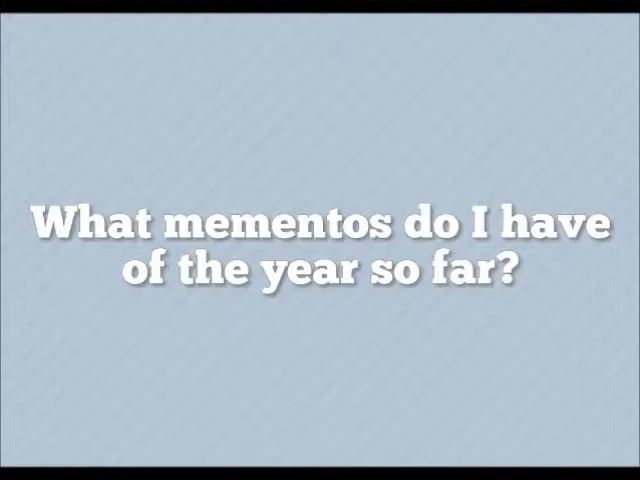 What mementos do I have
of the year so far?